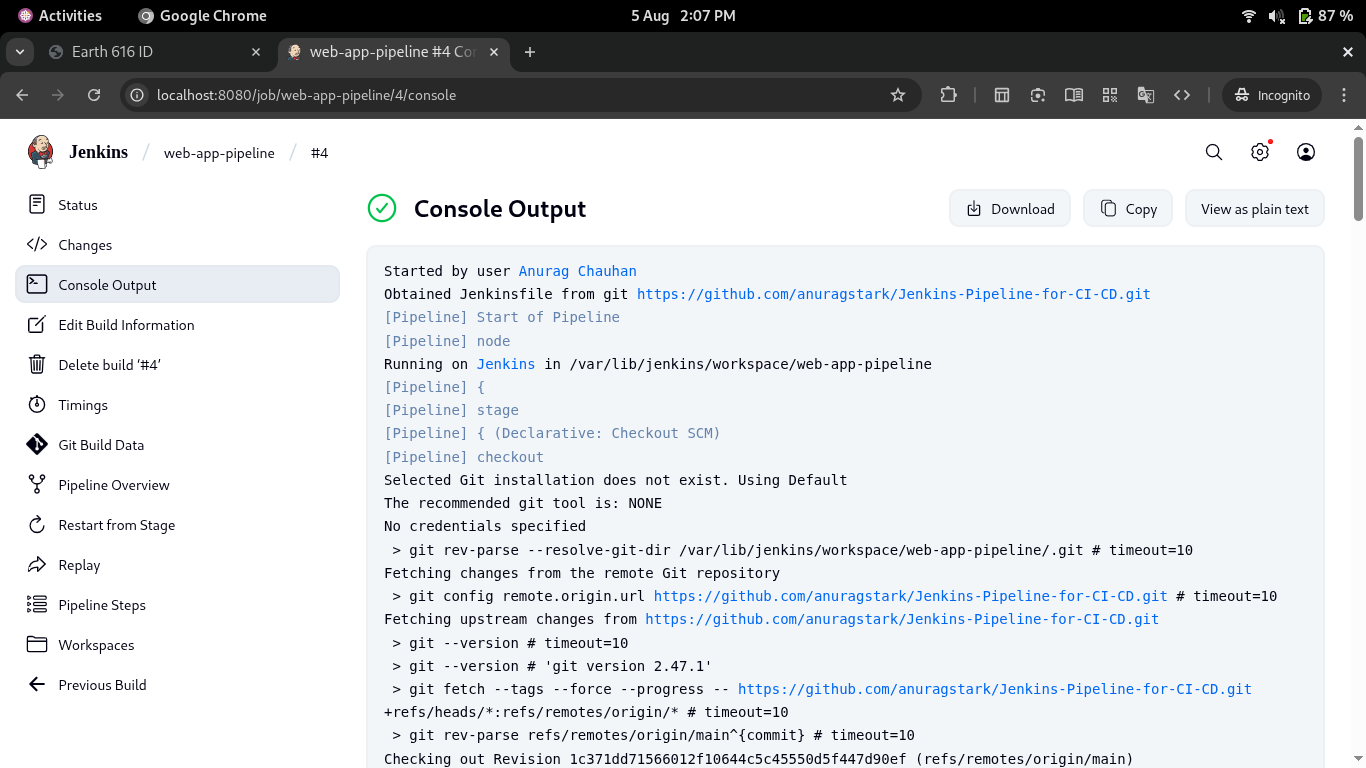 Activities
Google Chrome
5 Aug 2:07 PM
87 %
Earth 616 ID
web-app-pipeline #4 Co
localhost:8080/job/web-app-pipeline/4/console
Incognito
Jenkins / web-app-pipeline / #4
Status
Changes
Console Output
Edit Build Information
Delete build ‘#4’
Timings
Git Build Data
Pipeline Overview
Restart from Stage
Replay
Pipeline Steps
Workspaces
Previous Build
Console Output
Download
Copy
View as plain text
Started by user Anurag Chauhan
Obtained Jenkinsfile from git https://github.com/anuragstark/Jenkins-Pipeline-for-CI-CD.git
[Pipeline] Start of Pipeline
[Pipeline] node
Running on Jenkins in /var/lib/jenkins/workspace/web-app-pipeline
[Pipeline] {
[Pipeline] stage
[Pipeline] { (Declarative: Checkout SCM)
[Pipeline] checkout
Selected Git installation does not exist. Using Default
The recommended git tool is: NONE
No credentials specified
> git rev-parse --resolve-git-dir /var/lib/jenkins/workspace/web-app-pipeline/.git # timeout=10
Fetching changes from the remote Git repository
> git config remote.origin.url https://github.com/anuragstark/Jenkins-Pipeline-for-CI-CD.git # timeout=10
Fetching upstream changes from https://github.com/anuragstark/Jenkins-Pipeline-for-CI-CD.git
> git --version # timeout=10
> git --version # 'git version 2.47.1'
> git fetch --tags --force --progress -- https://github.com/anuragstark/Jenkins-Pipeline-for-CI-CD.git
+refs/heads/*:refs/remotes/origin/* # timeout=10
> git rev-parse refs/remotes/origin/main^{commit} # timeout=10
Checking out Revision 1c371dd71566012f10644c5c45550d5f447d90ef (refs/remotes/origin/main)